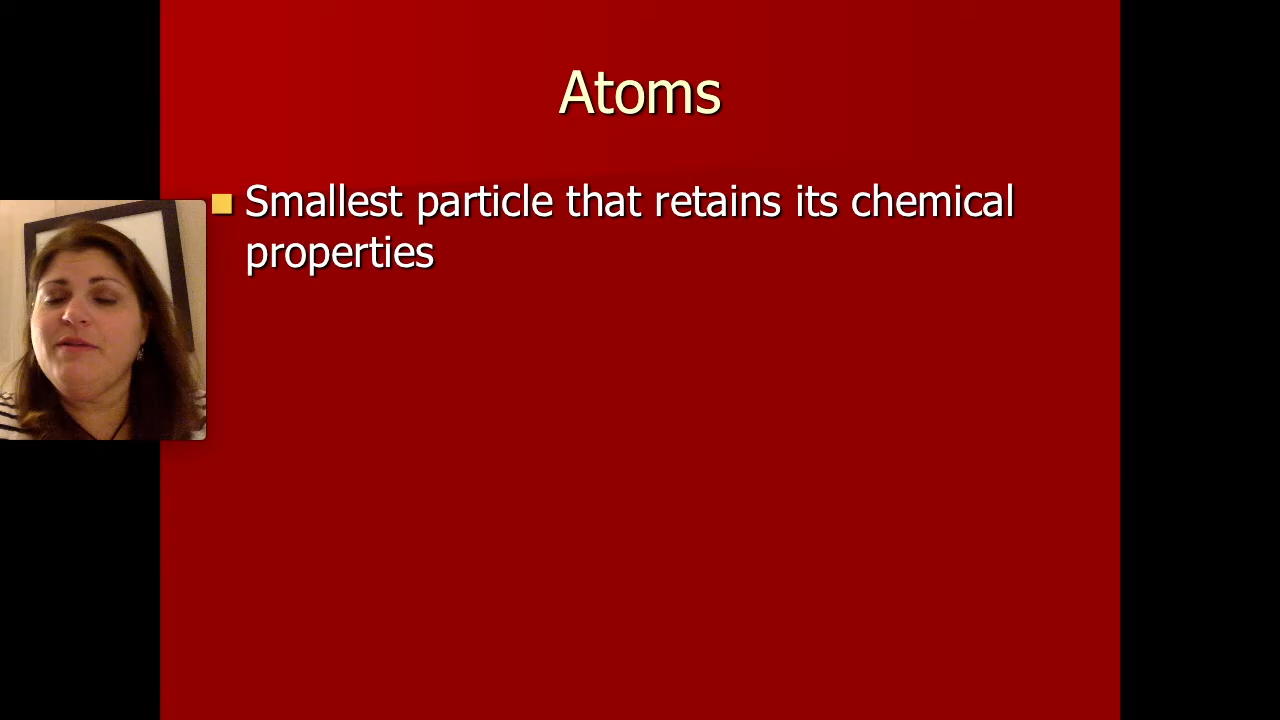 Atoms
Smallest particle that retains its chemical
properties